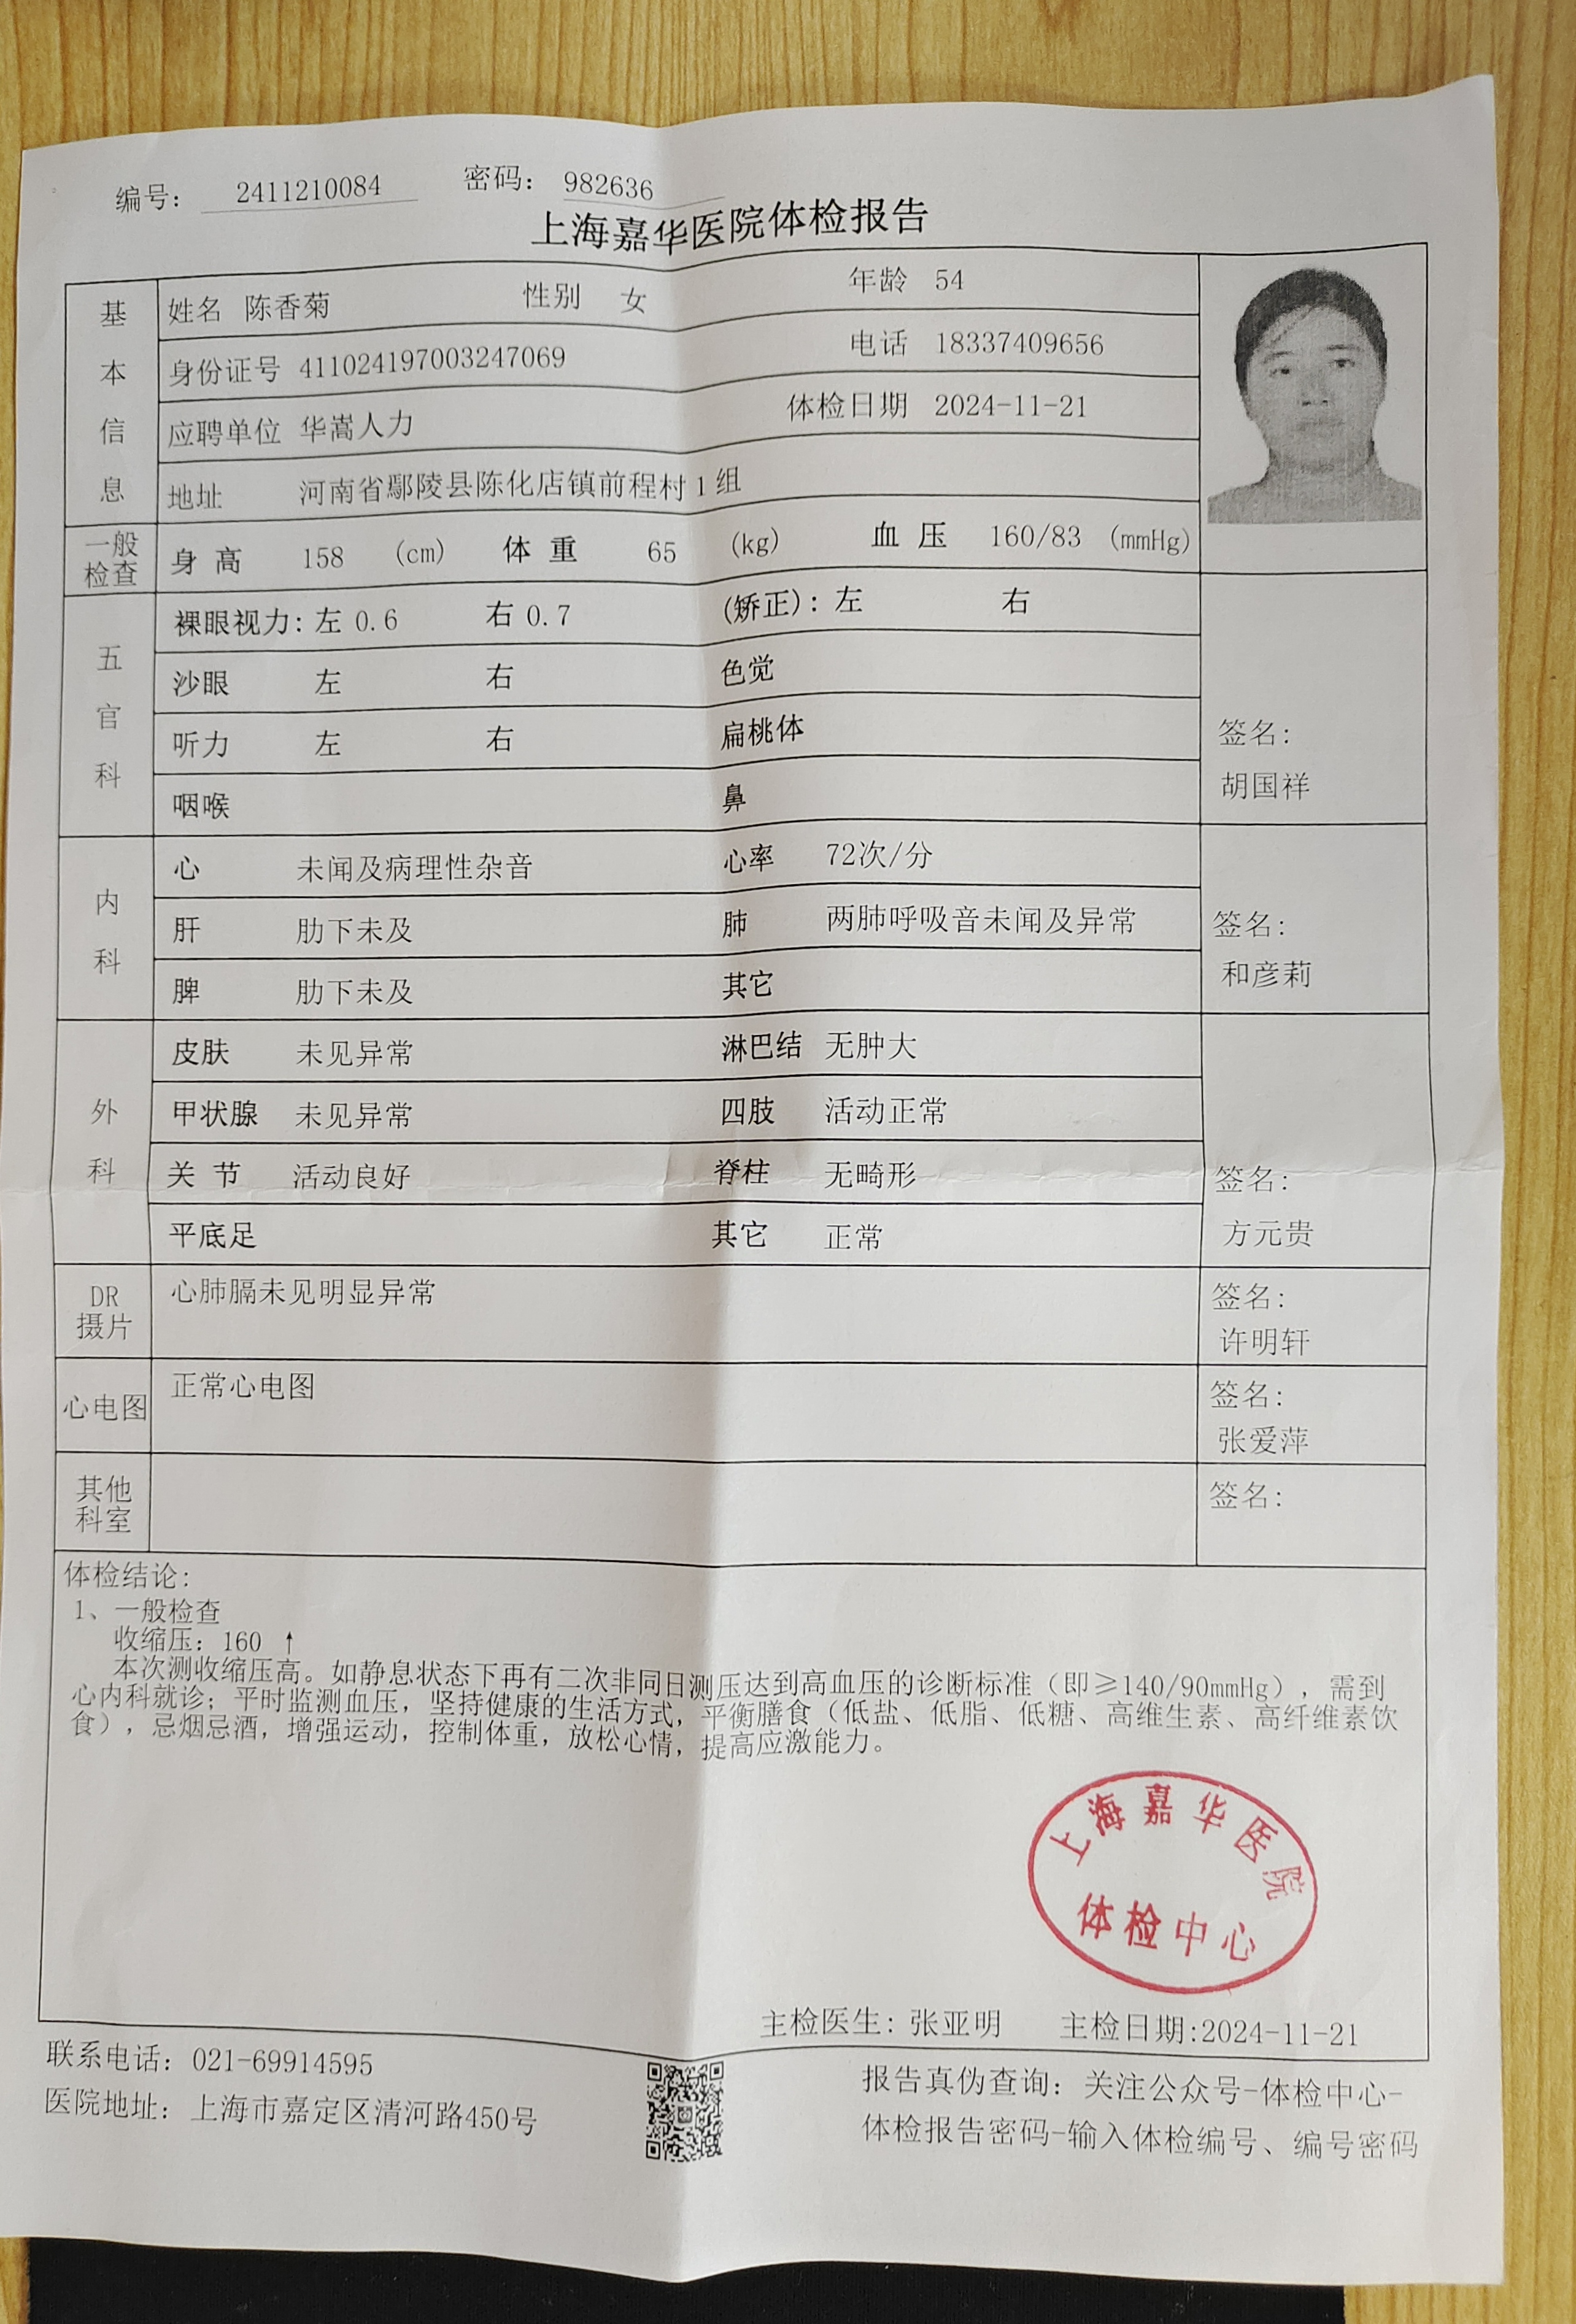 编号： 2411210084 密码： 982636
上海嘉华医院体检报告
基本信息
姓名 陈香菊 性别 女 年龄 54
身份证号 411024197003247069 电话 18337409656
应聘单位 华嵩人力 体检日期 2024-11-21
地址 河南省鄢陵县陈化店镇前程村1组
一般检查 身高 158 (cm) 体重 65 (kg) 血压 160/83 (mmHg)
五官科
裸眼视力：左 0.6 右 0.7 (矫正)：左 右
沙眼 左 右 色觉
听力 左 右 扁桃体
咽喉 鼻
签名：
胡国祥
内科
心 未闻及病理性杂音 心率 72次/分
肝 肋下未及 肺 两肺呼吸音未闻及异常
脾 肋下未及 其它
签名：
和彦莉
外科
皮肤 未见异常 淋巴结 无肿大
甲状腺 未见异常 四肢 活动正常
关节 活动良好 脊柱 无畸形
平底足 其它 正常
签名：
方元贵
DR摄片 心肺膈未见明显异常
签名：
许明轩
心电图 正常心电图
签名：
张爱萍
其他科室
签名：
体检结论：
1、一般检查
收缩压：160 ↑
本次测收缩压高。如静息状态下再有二次非同日测压达到高血压的诊断标准（即≥140/90mmHg），需到
心内科就诊；平时监测血压，坚持健康的生活方式，平衡膳食（低盐、低脂、低糖、高维生素、高纤维素饮
食），忌烟忌酒，增强运动，控制体重，放松心情，提高应激能力。
上海嘉华医院
体检中心
主检医生：张亚明 主检日期：2024-11-21
联系电话：021-69914595
医院地址：上海市嘉定区清河路450号
报告真伪查询：关注公众号-体检中心-
体检报告密码-输入体检编号、编号密码